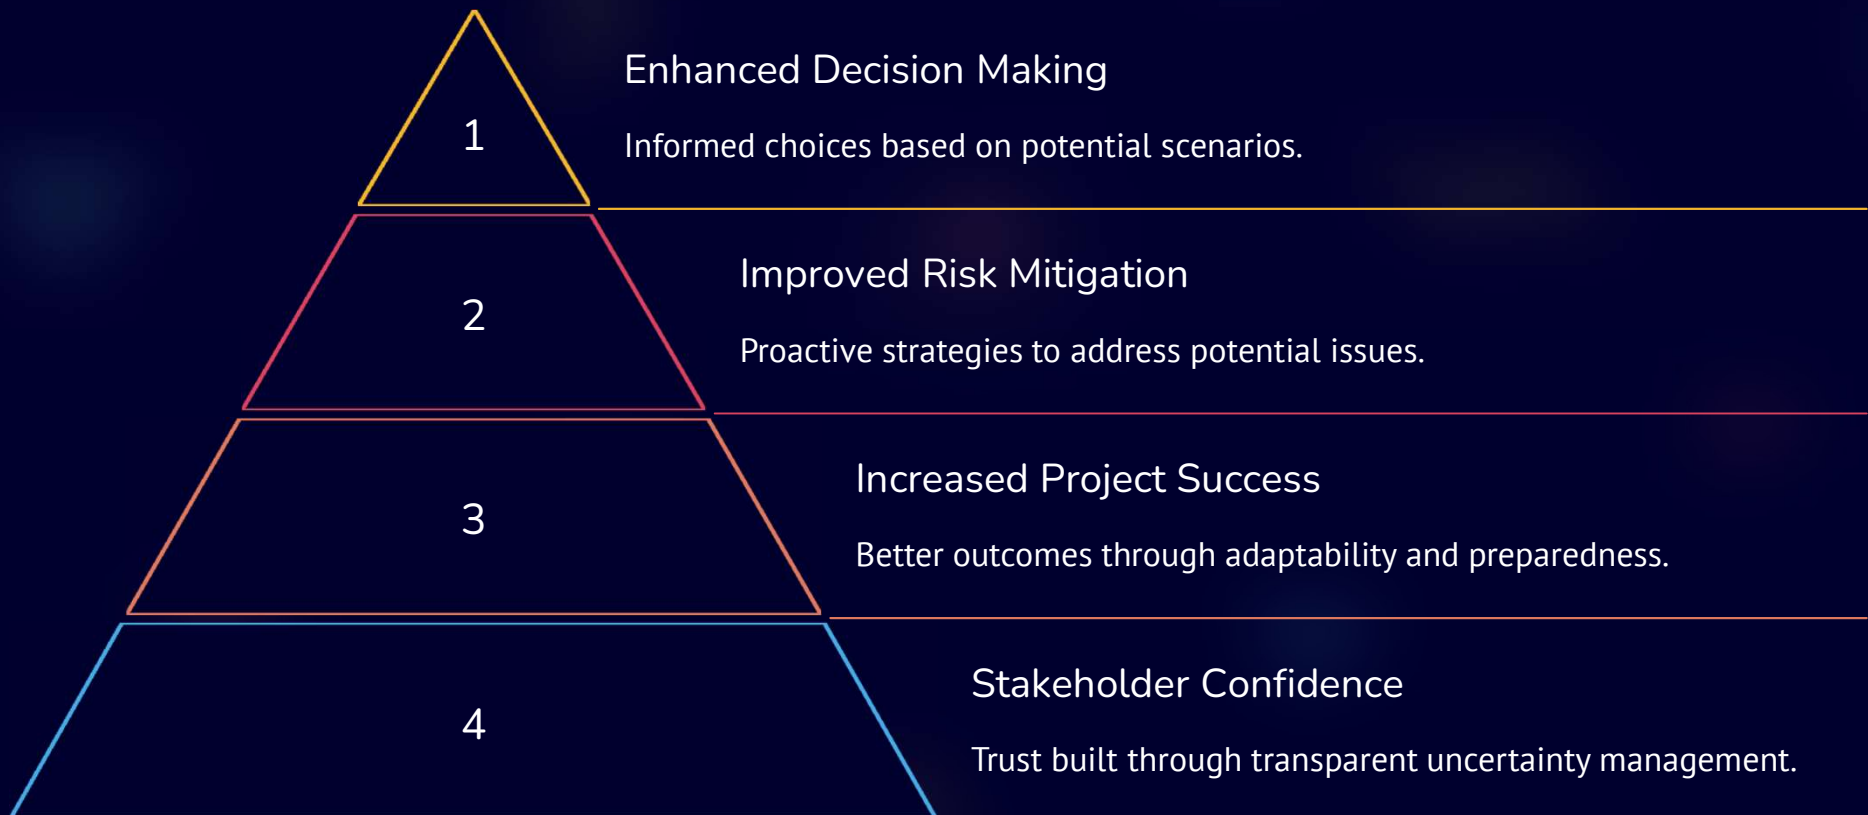 1
Enhanced Decision Making
Informed choices based on potential scenarios.
2
Improved Risk Mitigation
Proactive strategies to address potential issues.
3
Increased Project Success
Better outcomes through adaptability and preparedness.
4
Stakeholder Confidence
Trust built through transparent uncertainty management.